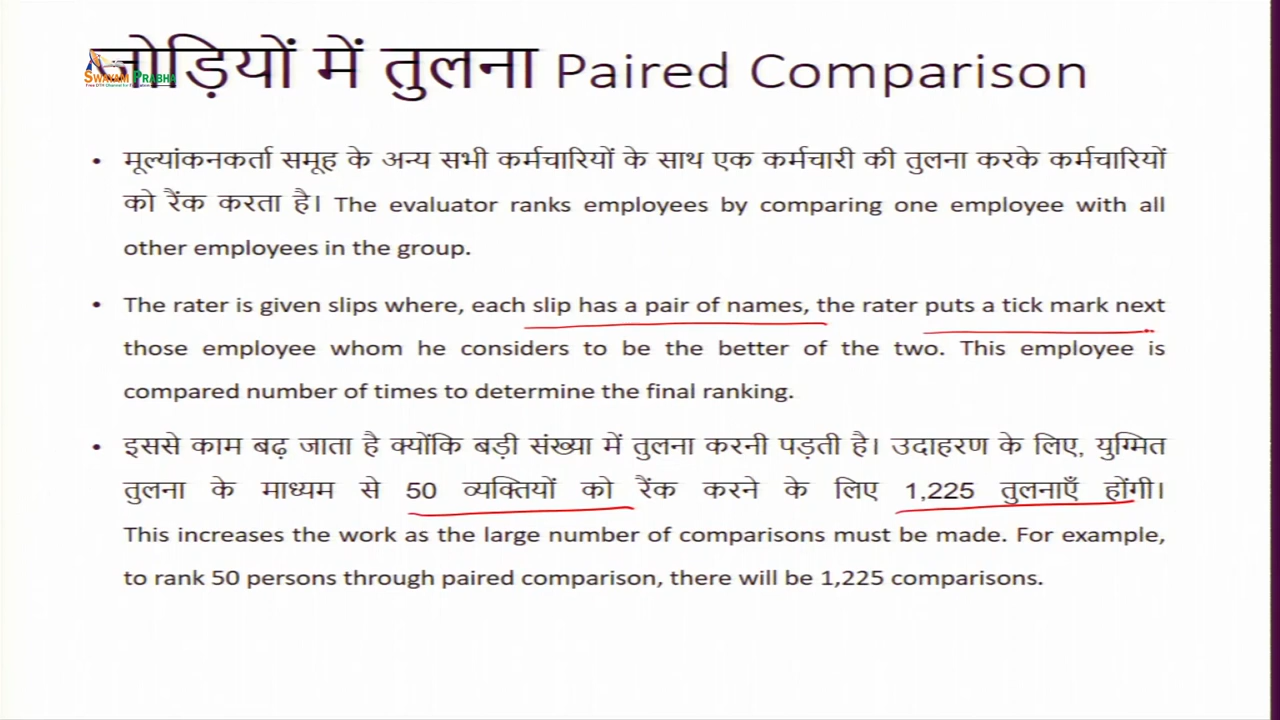 जोड़ियों में तुलना Paired Comparison
SWAYAM PRABHA
• मूल्यांकनकर्ता समूह के अन्य सभी कर्मचारियों के साथ एक कर्मचारी की तुलना करके कर्मचारियों
को रैंक करता है। The evaluator ranks employees by comparing one employee with all
other employees in the group.
• The rater is given slips where, each slip has a pair of names, the rater puts a tick mark next
those employee whom he considers to be the better of the two. This employee is
compared number of times to determine the final ranking.
• इससे काम बढ़ जाता है क्योंकि बड़ी संख्या में तुलना करनी पड़ती है। उदाहरण के लिए, युग्मित
तुलना के माध्यम से 50 व्यक्तियों को रैंक करने के लिए 1,225 तुलनाएँ होंगी।
This increases the work as the large number of comparisons must be made. For example,
to rank 50 persons through paired comparison, there will be 1,225 comparisons.